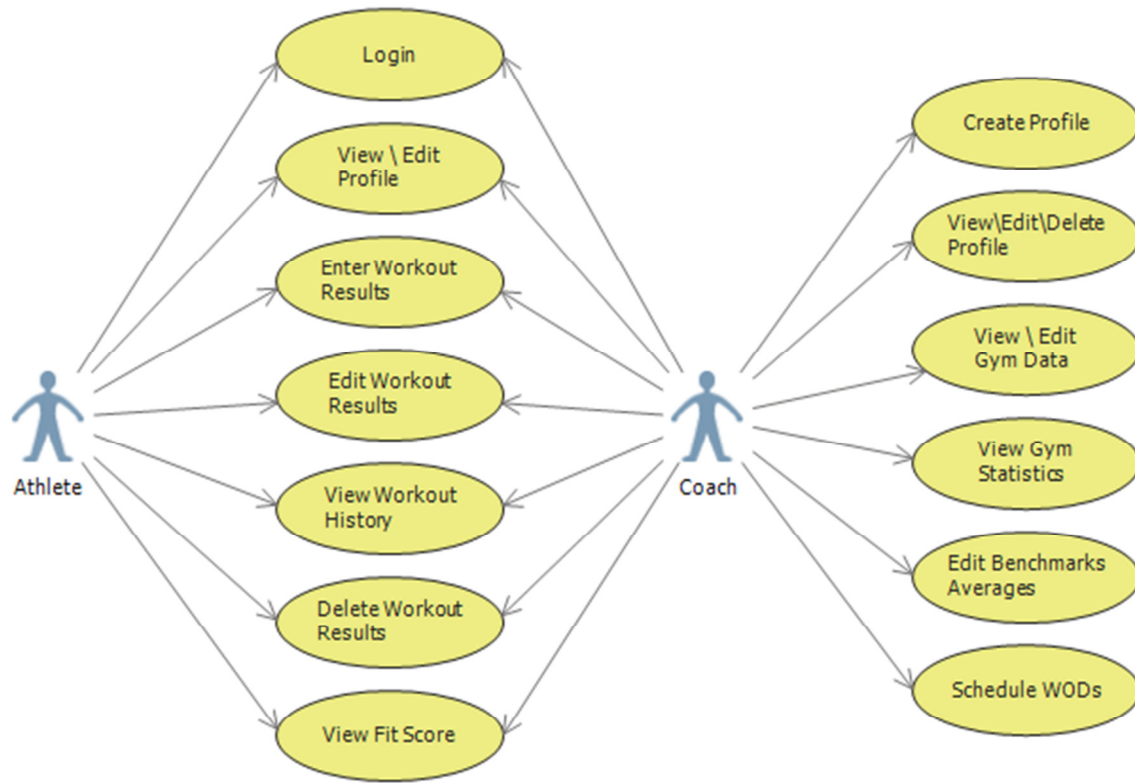 Login
View \ Edit
Profile
Enter Workout
Results
Edit Workout
Results
View Workout
History
Delete Workout
Results
View Fit Score
Athlete
Coach
Create Profile
View\Edit\Delete
Profile
View \ Edit
Gym Data
View Gym
Statistics
Edit Benchmarks
Averages
Schedule WODs